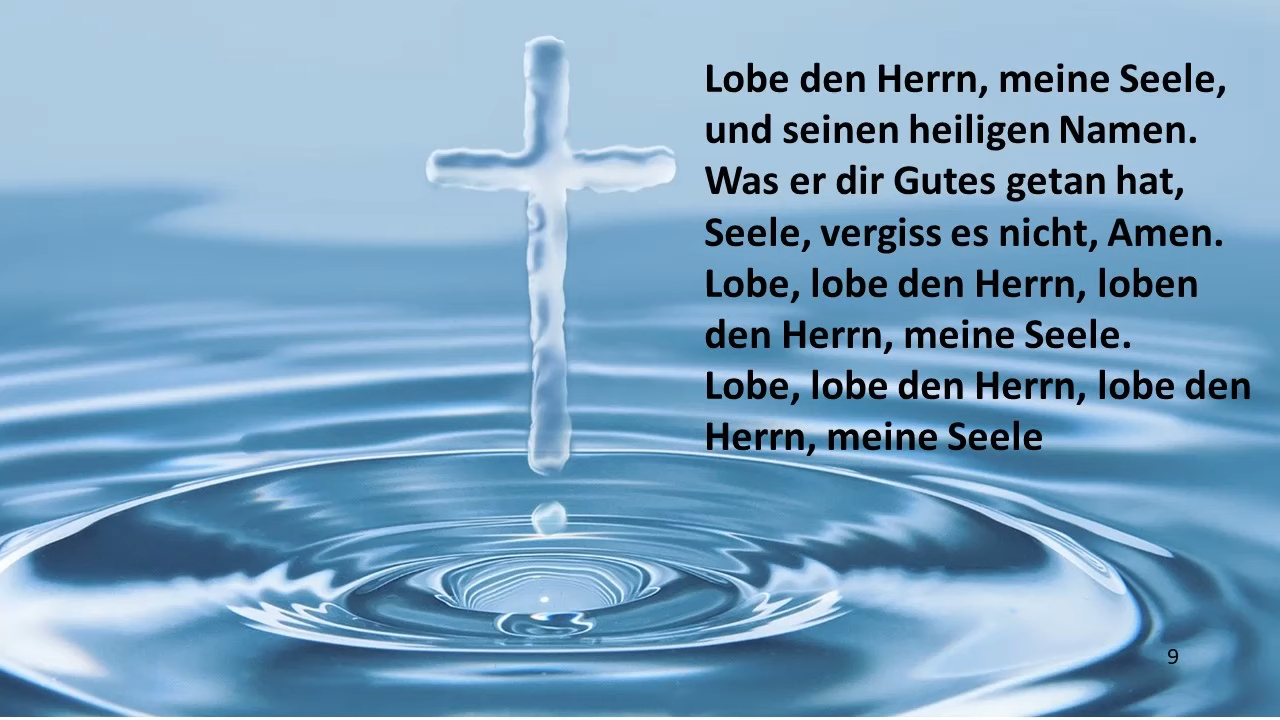 Lobe den Herrn, meine Seele,
und seinen heiligen Namen.
Was er dir Gutes getan hat,
Seele, vergiss es nicht, Amen.
Lobe, lobe den Herrn, loben
den Herrn, meine Seele.
Lobe, lobe den Herrn, lobe den
Herrn, meine Seele
9